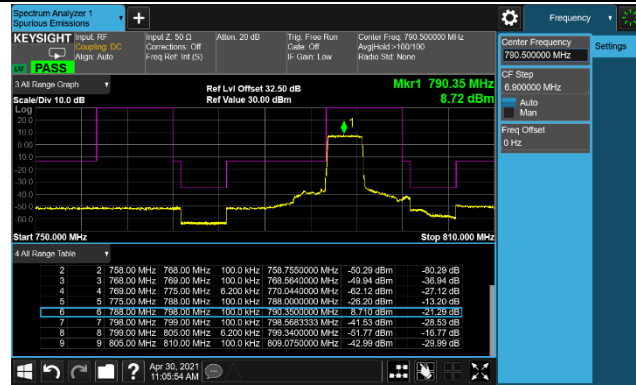 Spectrum Analyzer 1
Spurious Emissions
Frequency
KEYSIGHT Input: RF
Coupling: DC
Align: Auto
Input Z: 50 Ω
Corrections: Off
Freq Ref: Int (S)
Atten: 20 dB
Trig: Free Run
Gate: Off
IF Gain: Low
Center Freq: 790.500000 MHz
Avg|Hold >100/100
Radio Std: None
LW PASS
Center Frequency
790.500000 MHz
Settings
CF Step
6.900000 MHz
Auto
Man
Freq Offset
0 Hz
3 All Range Graph
Scale/Div 10.0 dB
Ref Lvl Offset 32.50 dB
Ref Value 30.00 dBm
Mkr1 790.35 MHz
8.72 dBm
Log
20.0
10.0
0.00
-10.0
-20.0
-30.0
-40.0
-50.0
-60.0
1
Start 750.000 MHz
Stop 810.000 MHz
4 All Range Table
2 2 758.00 MHz 768.00 MHz 100.0 kHz 758.7550000 MHz -50.29 dBm -80.29 dB
3 3 768.00 MHz 769.00 MHz 100.0 kHz 768.5640000 MHz -49.94 dBm -36.94 dB
4 4 769.00 MHz 775.00 MHz 6.200 kHz 770.0440000 MHz -62.12 dBm -27.12 dB
5 5 775.00 MHz 788.00 MHz 100.0 kHz 788.0000000 MHz -26.20 dBm -13.20 dB
6 6 788.00 MHz 798.00 MHz 100.0 kHz 790.3500000 MHz 8.710 dBm -21.29 dB
7 7 798.00 MHz 799.00 MHz 100.0 kHz 798.5683333 MHz -41.53 dBm -28.53 dB
8 8 799.00 MHz 805.00 MHz 6.200 kHz 799.3400000 MHz -51.77 dBm -16.77 dB
9 9 805.00 MHz 810.00 MHz 100.0 kHz 809.0750000 MHz -42.99 dBm -29.99 dB
Apr 30, 2021
11:05:54 AM